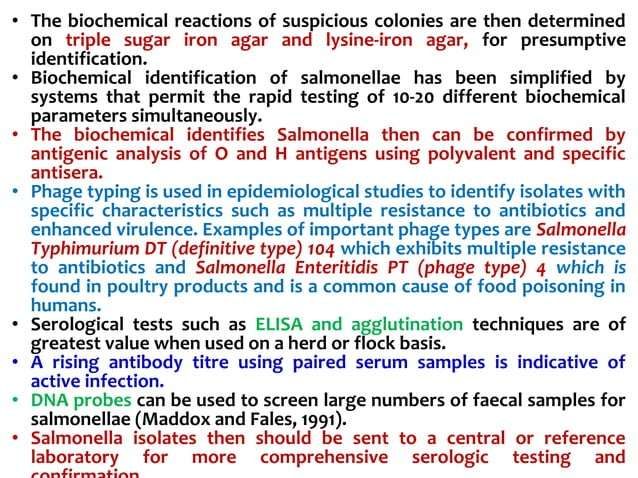 • The biochemical reactions of suspicious colonies are then determined
on triple sugar iron agar and lysine-iron agar, for presumptive
identification.
• Biochemical identification of salmonellae has been simplified by
systems that permit the rapid testing of 10-20 different biochemical
parameters simultaneously.
• The biochemical identifies Salmonella then can be confirmed by
antigenic analysis of O and H antigens using polyvalent and specific
antisera.
• Phage typing is used in epidemiological studies to identify isolates with
specific characteristics such as multiple resistance to antibiotics and
enhanced virulence. Examples of important phage types are Salmonella
Typhimurium DT (definitive type) 104 which exhibits multiple resistance
to antibiotics and Salmonella Enteritidis PT (phage type) 4 which is
found in poultry products and is a common cause of food poisoning in
humans.
• Serological tests such as ELISA and agglutination techniques are of
greatest value when used on a herd or flock basis.
• A rising antibody titre using paired serum samples is indicative of
active infection.
• DNA probes can be used to screen large numbers of faecal samples for
salmonellae (Maddox and Fales, 1991).
• Salmonella isolates then should be sent to a central or reference
laboratory for more comprehensive serologic testing and
confirmation.